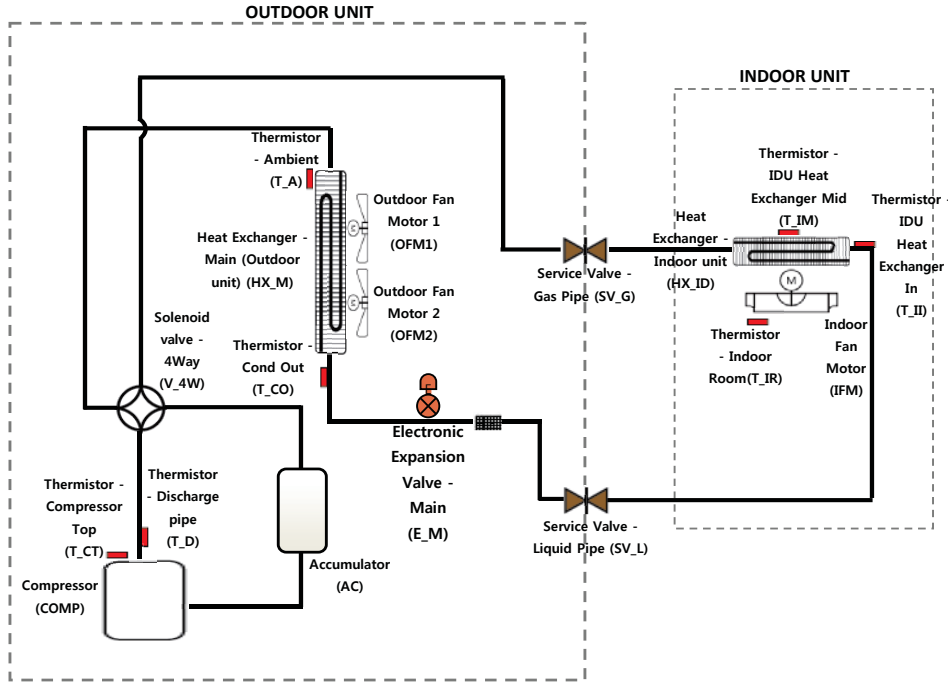 OUTDOOR UNIT
INDOOR UNIT
Thermistor
- Ambient
(T_A)
Outdoor Fan
Motor 1
(OFM1)
Heat Exchanger -
Main (Outdoor
unit) (HX_M)
Outdoor Fan
Motor 2
(OFM2)
Solenoid
valve -
4Way
(V_4W)
Thermistor -
Cond Out
(T_CO)
Electronic
Expansion
Valve -
Main
(E_M)
Thermistor -
Compressor
Top
(T_CT)
Thermistor
- Discharge
pipe
(T_D)
Compressor
(COMP)
Accumulator
(AC)
Service Valve -
Gas Pipe (SV_G)
Service Valve -
Liquid Pipe (SV_L)
Heat
Exchanger -
Indoor unit
(HX_ID)
Thermistor -
IDU Heat
Exchanger Mid
(T_IM)
Thermistor -
IDU
Heat
Exchanger
In
(T_II)
M
Thermistor
- Indoor
Room(T_IR)
Indoor
Fan
Motor
(IFM)